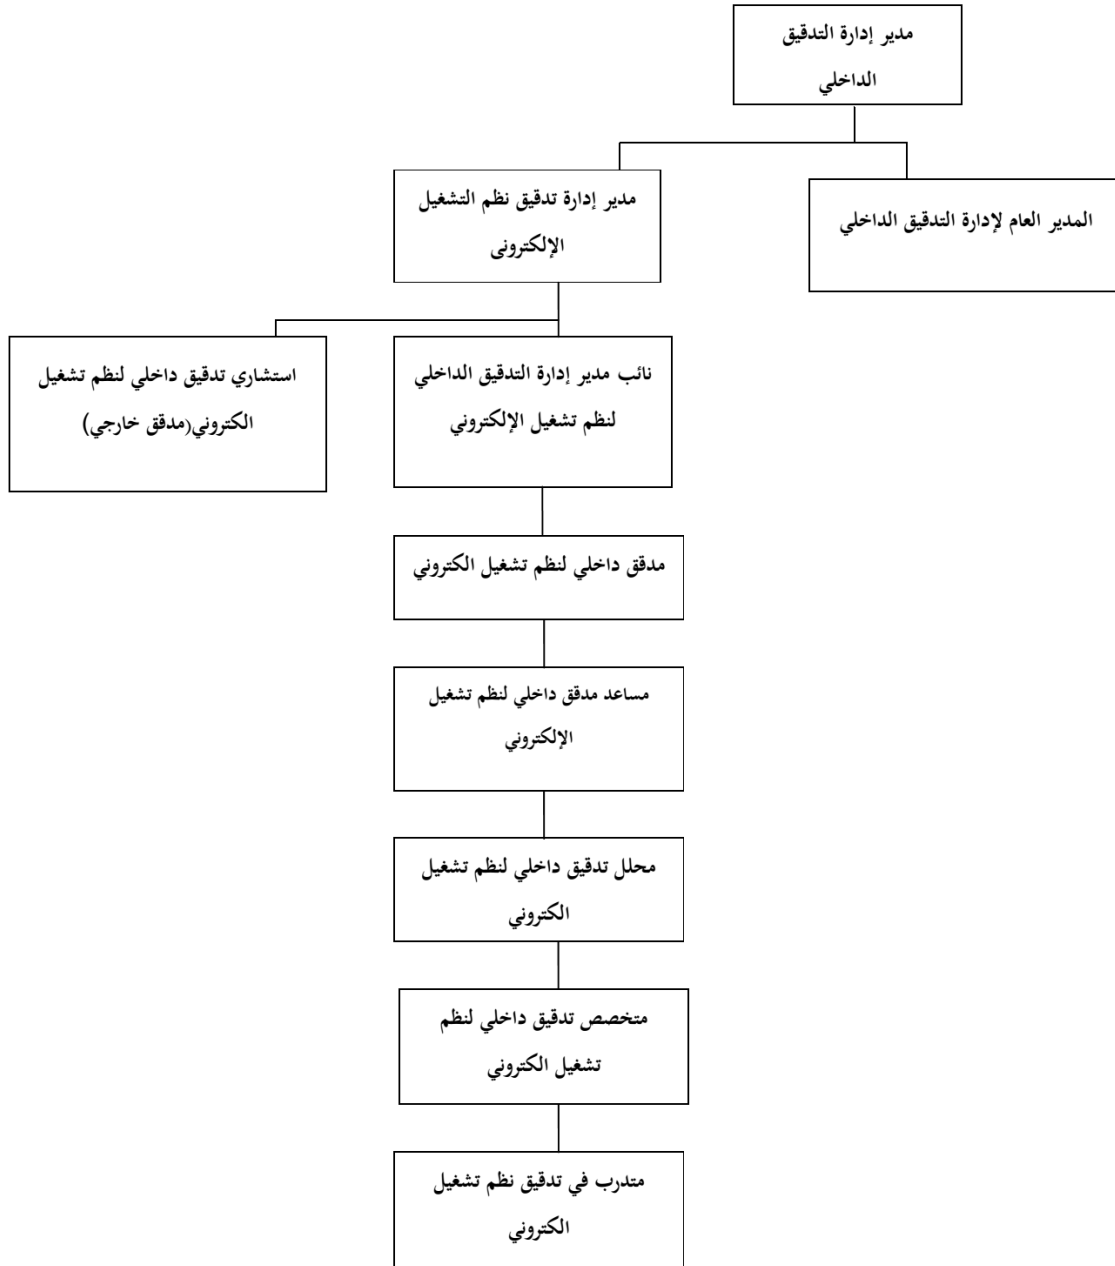 مدير إدارة التدقيق
الداخلي
المدير العام لإدارة التدقيق الداخلي
مدير إدارة تدقيق نظم التشغيل
الإلكترونى
نائب مدير إدارة التدقيق الداخلي
لنظم تشغيل الإلكتروني
استشاري تدقيق داخلي لنظم تشغيل
الكتروني(مدقق خارجي)
مدقق داخلي لنظم تشغيل الكتروني
مساعد مدقق داخلي لنظم تشغيل
الإلكتروني
محلل تدقيق داخلي لنظم تشغيل
الكتروني
متخصص تدقيق داخلي لنظم
تشغيل الكتروني
متدرب في تدقيق نظم تشغيل
الكتروني